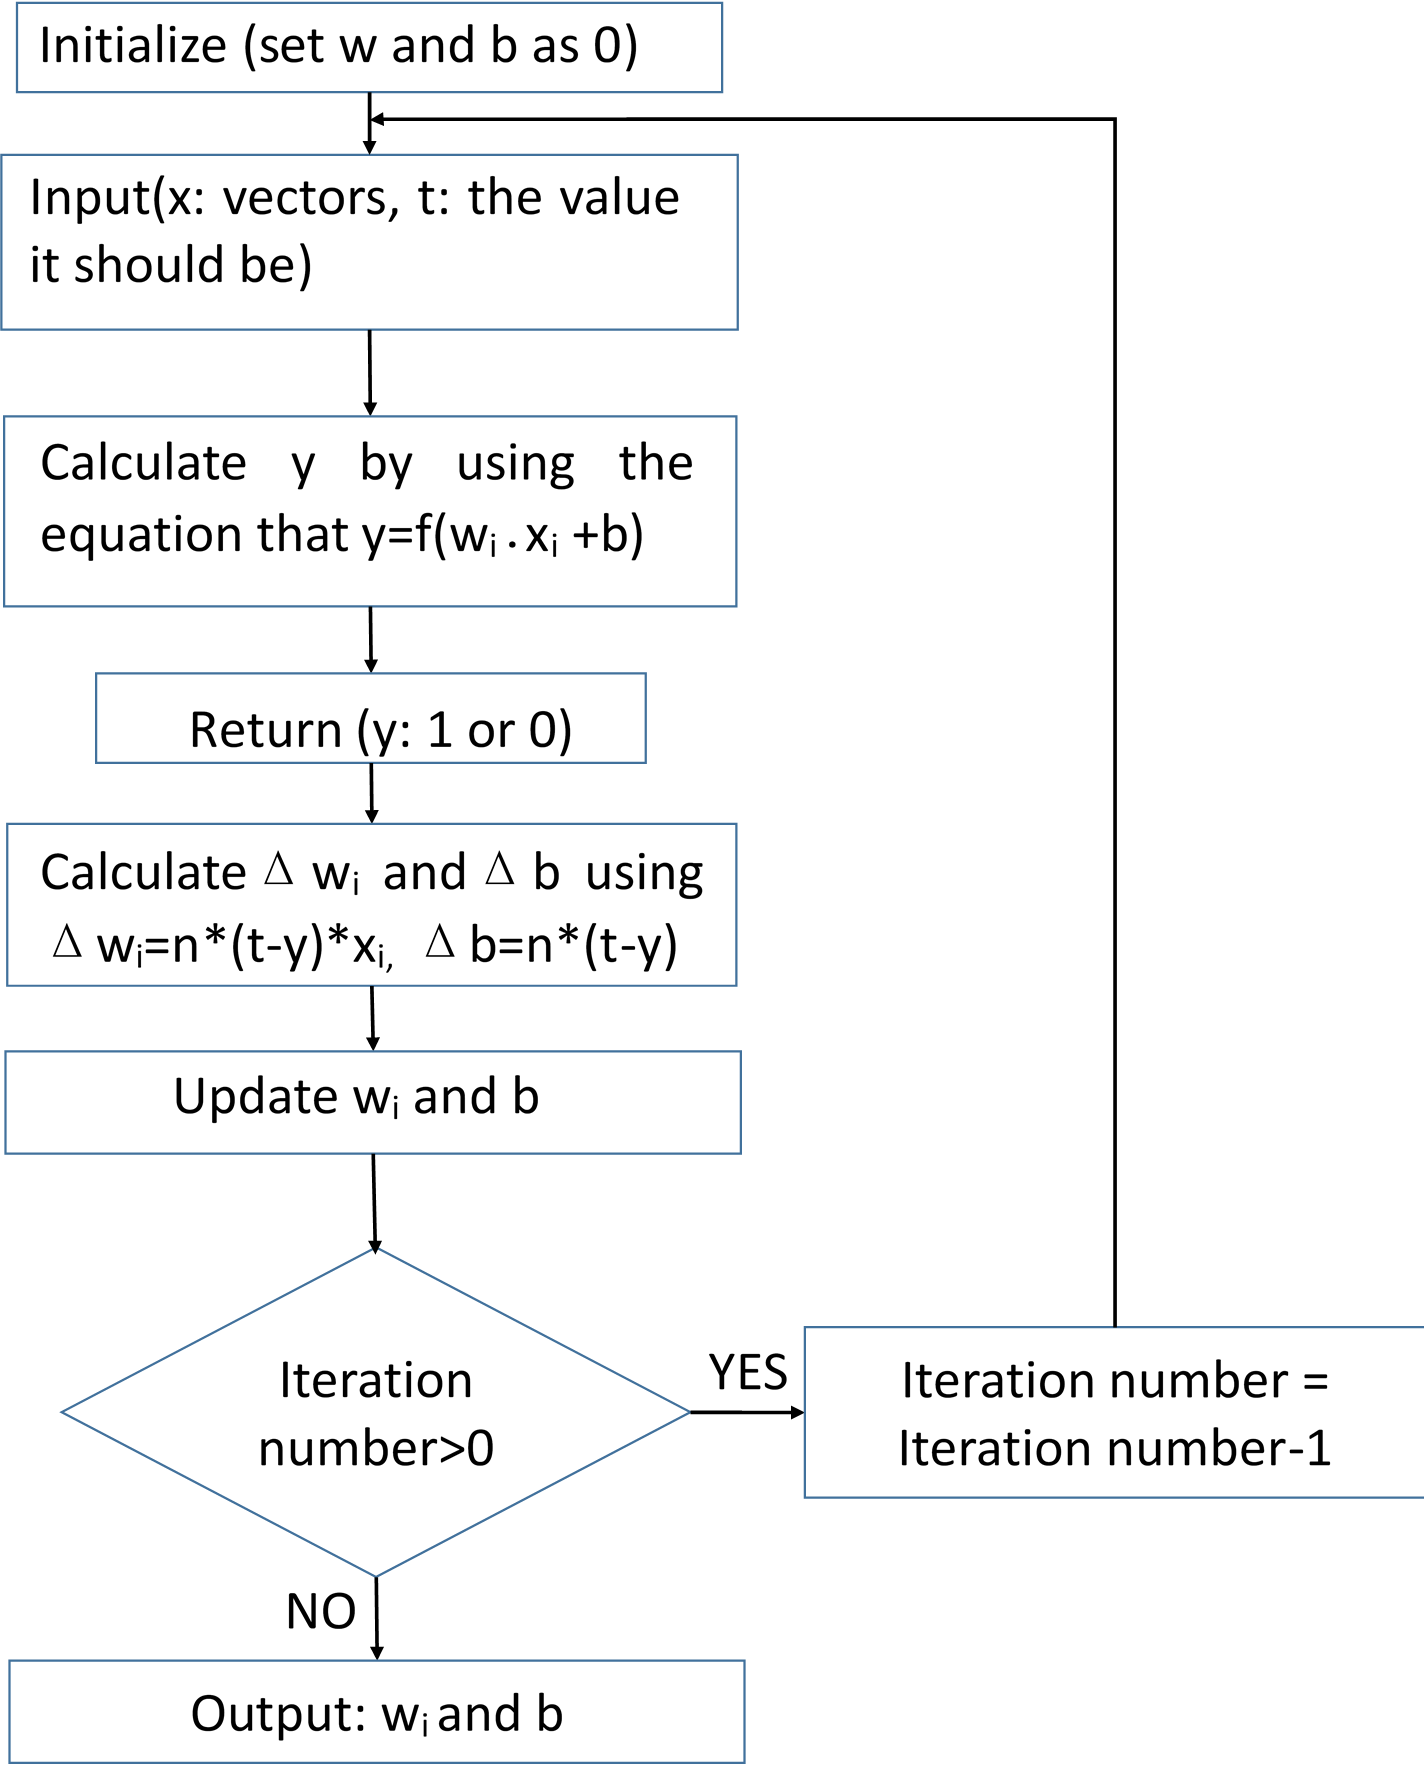 Initialize (set w and b as 0)
Input(x: vectors, t: the value
it should be)
Calculate y by using the
equation that y=f(wᵢ · xᵢ +b)
Return (y: 1 or 0)
Calculate Δ wᵢ and Δ b using
Δ wᵢ=n*(t-y)*xᵢ, Δ b=n*(t-y)
Update wᵢ and b
Iteration
number>0
YES
Iteration number =
Iteration number-1
NO
Output: wᵢ and b